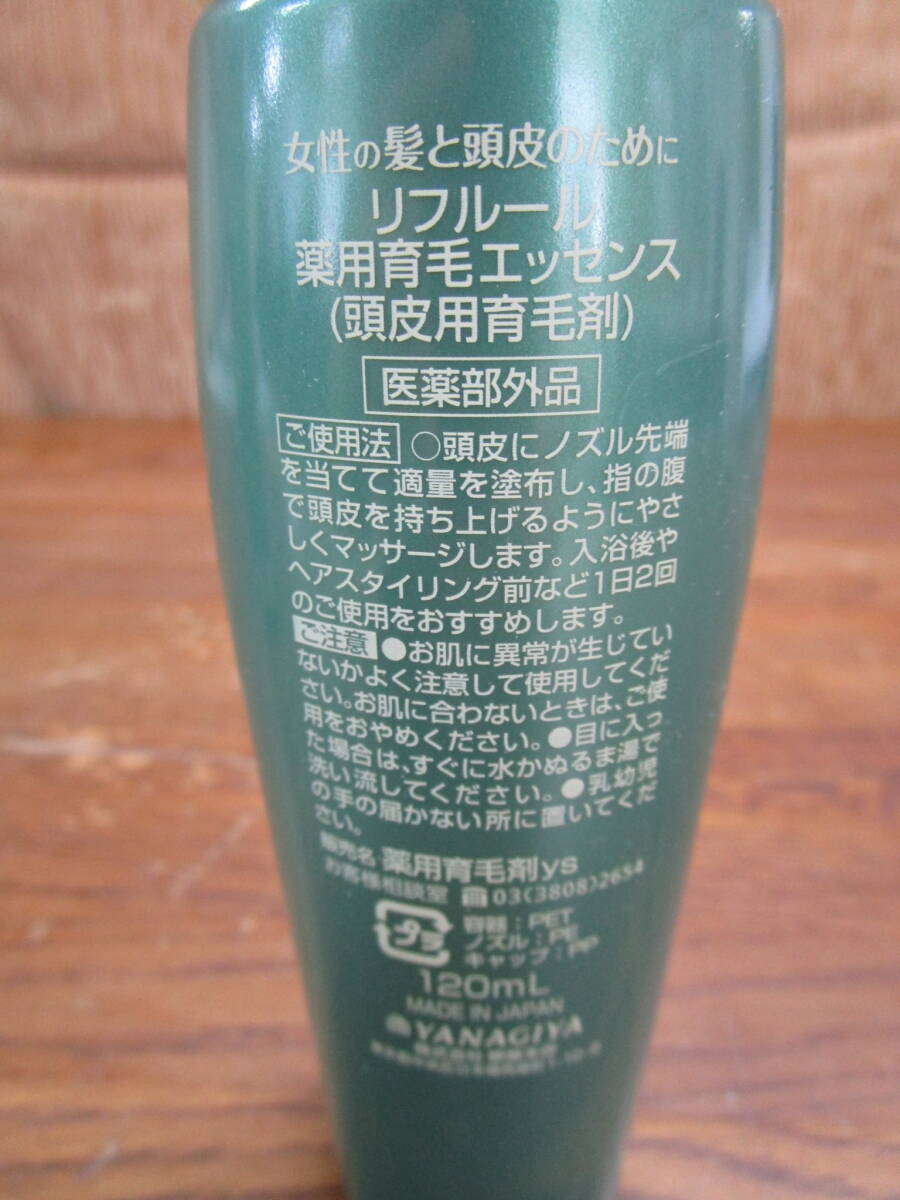 女性の髪と頭皮のために
リフルール
薬用育毛エッセンス
(頭皮用育毛剤)
医薬部外品
ご使用法 ○頭皮にノズル先端
を当てて適量を塗布し、指の腹
で頭皮を持ち上げるようにやさ
しくマッサージします。入浴後や
ヘアスタイリング前など1日2回
のご使用をおすすめします。
ご注意 ●お肌に異常が生じてい
ないかよく注意して使用してくだ
さい。お肌に合わないときは、ご使
用をおやめください。●目に入っ
た場合は、すぐに水かぬるま湯で
洗い流してください。●乳幼児
の手の届かない所に置いてくだ
さい。
販売名 薬用育毛剤ys
お客様相談室 ☎03(3808)2654
プラ
容器:PET
ノズル:PE
キャップ:PP
120mL
MADE IN JAPAN
YANAGIYA
株式会社